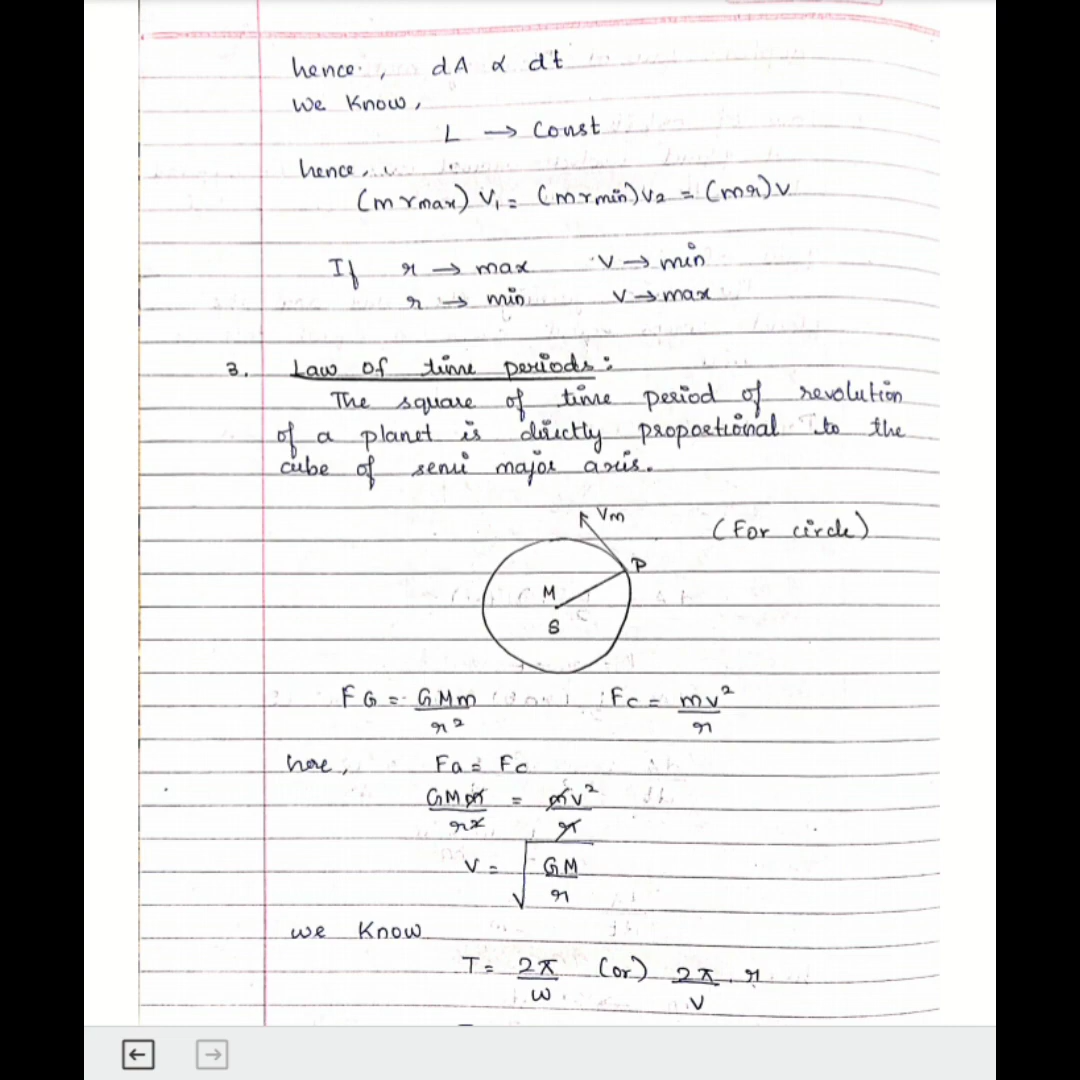 hence, dA ∝ dt
We Know,
L → Const
hence,
(m rmax) V₁ = (m rmin) V₂ = (mr) v
If r → max V → min
r → min V → max
3. Law of time periods:
The square of time period of revolution
of a planet is directly proportional to the
cube of semi major axis.
Vm (For circle)
P
M
S
FG = GMm/r² Fc = mv²/r
here, FG = Fc
GMm/r² = mv²/r
V = √(GM/r)
we Know
T = 2π/ω (or) 2π/V . r